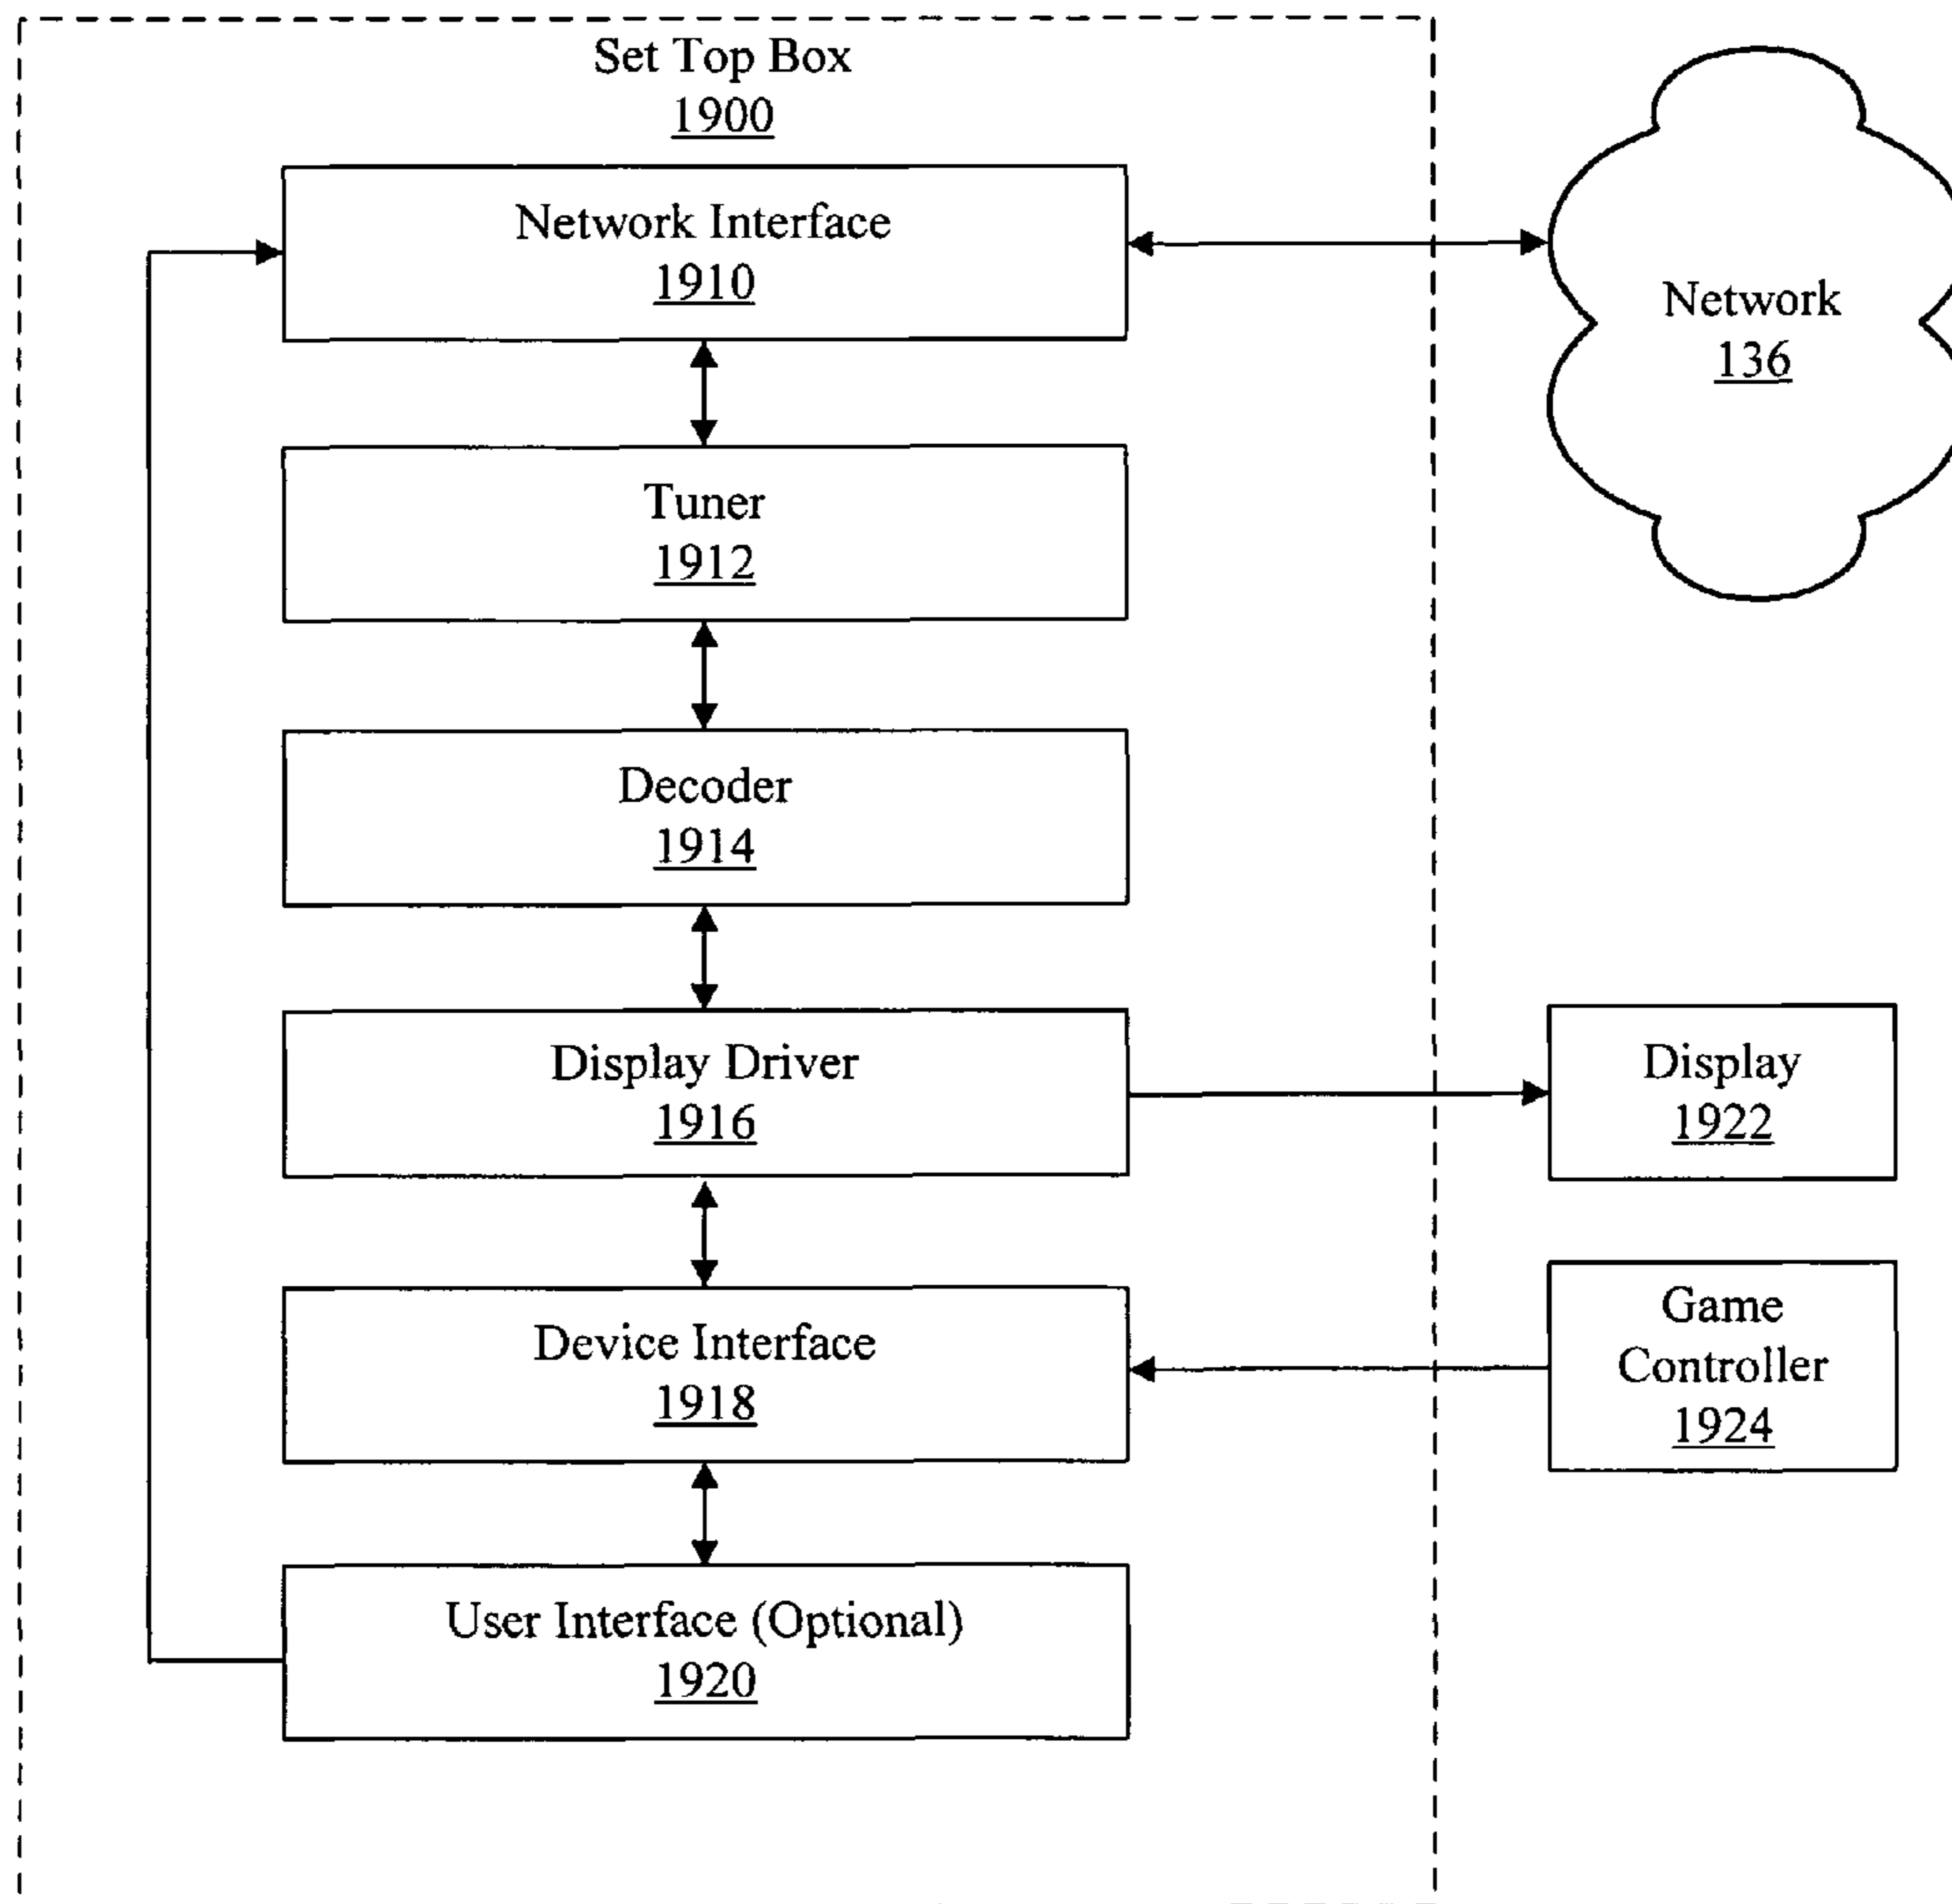 Set Top Box
1900
Network Interface
1910
Network
136
Tuner
1912
Decoder
1914
Display Driver
1916
Display
1922
Device Interface
1918
Game
Controller
1924
User Interface (Optional)
1920